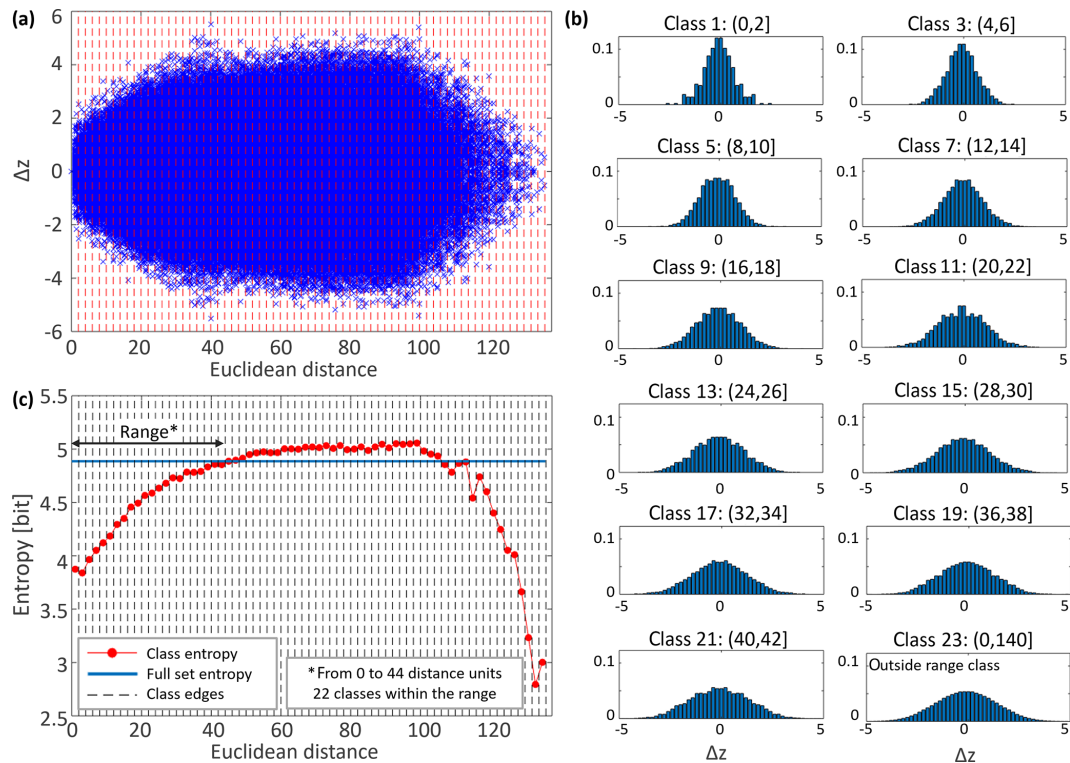 (a)
6
4
2
0
-2
-4
-6
Δz
0 20 40 60 80 100 120
Euclidean distance
(c)
5.5
5
4.5
4
3.5
3
2.5
Entropy [bit]
Range*
Class entropy
Full set entropy
Class edges
*From 0 to 44 distance units
22 classes within the range
0 20 40 60 80 100 120
Euclidean distance
(b)
Class 1: (0,2]
0.1
0
-5 0 5
Class 3: (4,6]
0.1
0
-5 0 5
Class 5: (8,10]
0.1
0
-5 0 5
Class 7: (12,14]
0.1
0
-5 0 5
Class 9: (16,18]
0.1
0
-5 0 5
Class 11: (20,22]
0.1
0
-5 0 5
Class 13: (24,26]
0.1
0
-5 0 5
Class 15: (28,30]
0.1
0
-5 0 5
Class 17: (32,34]
0.1
0
-5 0 5
Class 19: (36,38]
0.1
0
-5 0 5
Class 21: (40,42]
0.1
0
-5 0 5
Δz
Class 23: (0,140]
Outside range class
0.1
0
-5 0 5
Δz